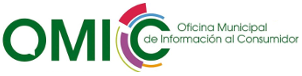 OMIC
Oficina Municipal
de Información al Consumidor